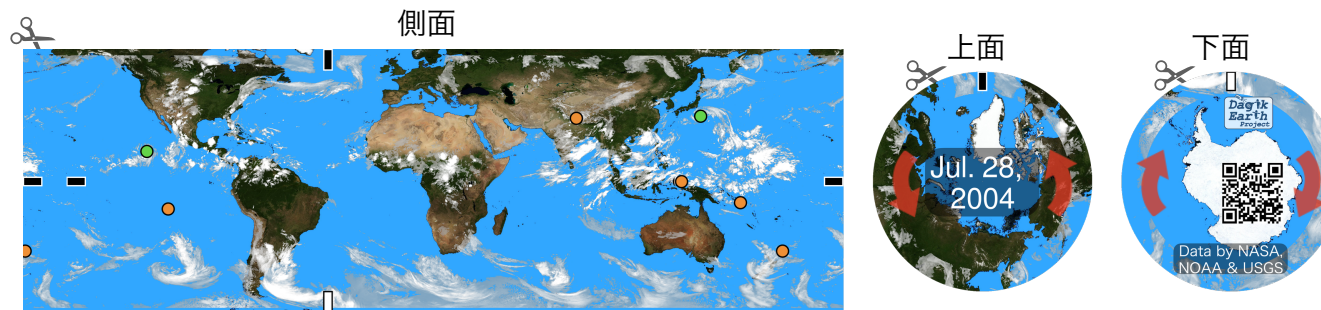 側面
上面
下面
Jul. 28,
2004
Dagik
Earth
Project
Data by NASA,
NOAA & USGS